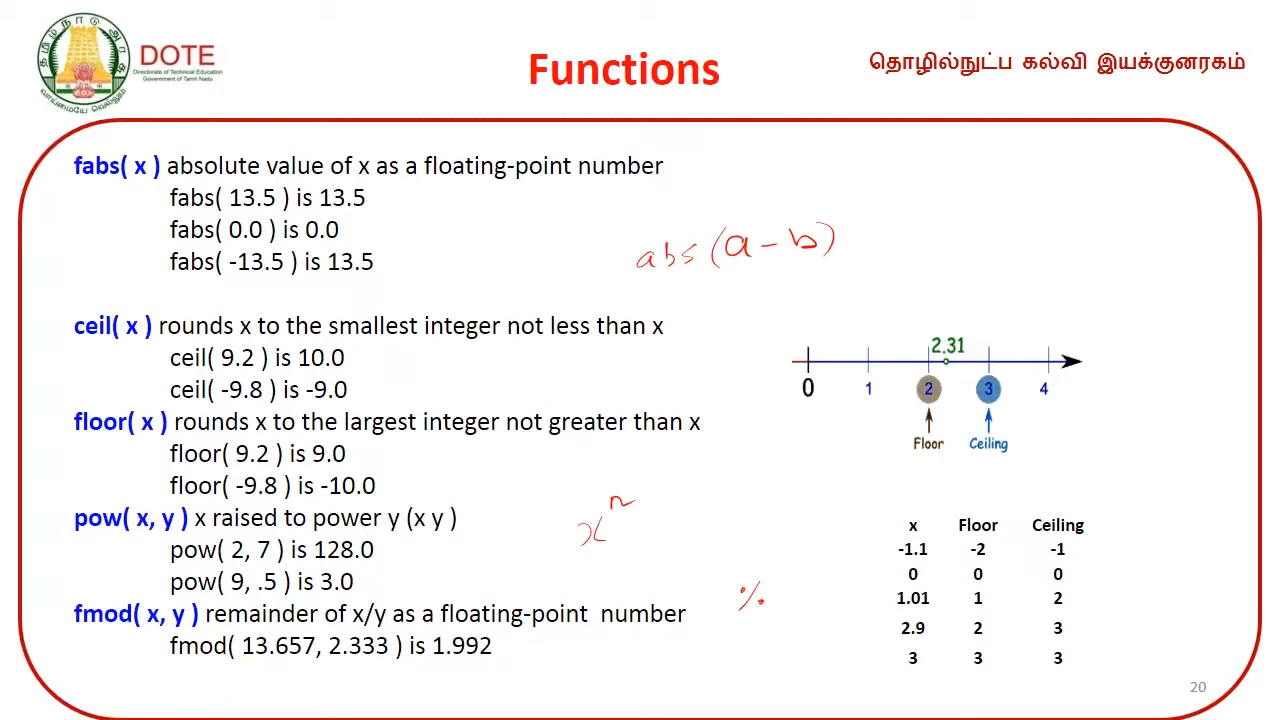 தமிழ்நாடு அரசு
வாய்மையே வெல்லும்
DOTE
Directorate of Technical Education
Government of Tamil Nadu
Functions
தொழில்நுட்ப கல்வி இயக்குனரகம்
fabs( x ) absolute value of x as a floating-point number
fabs( 13.5 ) is 13.5
fabs( 0.0 ) is 0.0
fabs( -13.5 ) is 13.5
abs (a - b)
ceil( x ) rounds x to the smallest integer not less than x
ceil( 9.2 ) is 10.0
ceil( -9.8 ) is -9.0
floor( x ) rounds x to the largest integer not greater than x
floor( 9.2 ) is 9.0
floor( -9.8 ) is -10.0
pow( x, y ) x raised to power y (x y )
pow( 2, 7 ) is 128.0
pow( 9, .5 ) is 3.0
xⁿ
fmod( x, y ) remainder of x/y as a floating-point  number
fmod( 13.657, 2.333 ) is 1.992
%
2.31
0 1 2 3 4
Floor Ceiling
x Floor Ceiling
-1.1 -2 -1
0 0 0
1.01 1 2
2.9 2 3
3 3 3
20